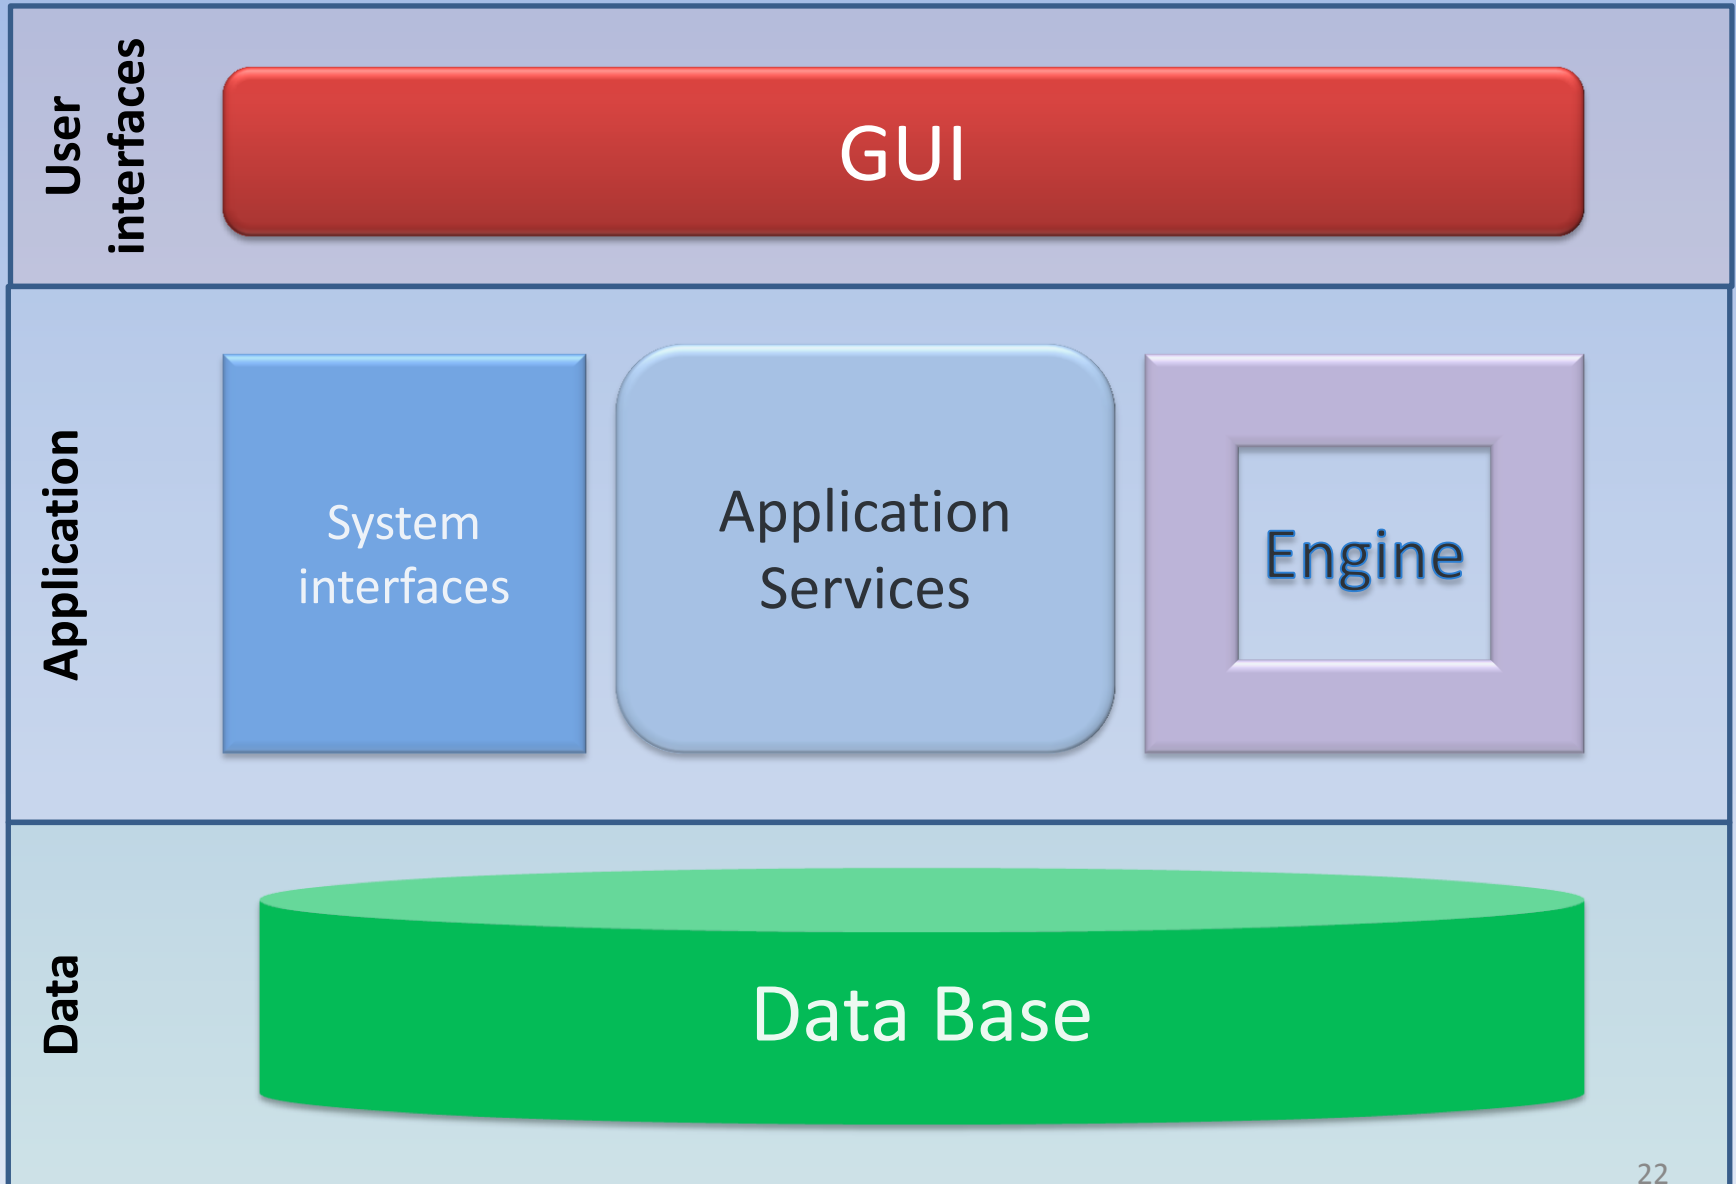 User
interfaces
GUI
Application
System
interfaces
Application
Services
Engine
Data
Data Base
22